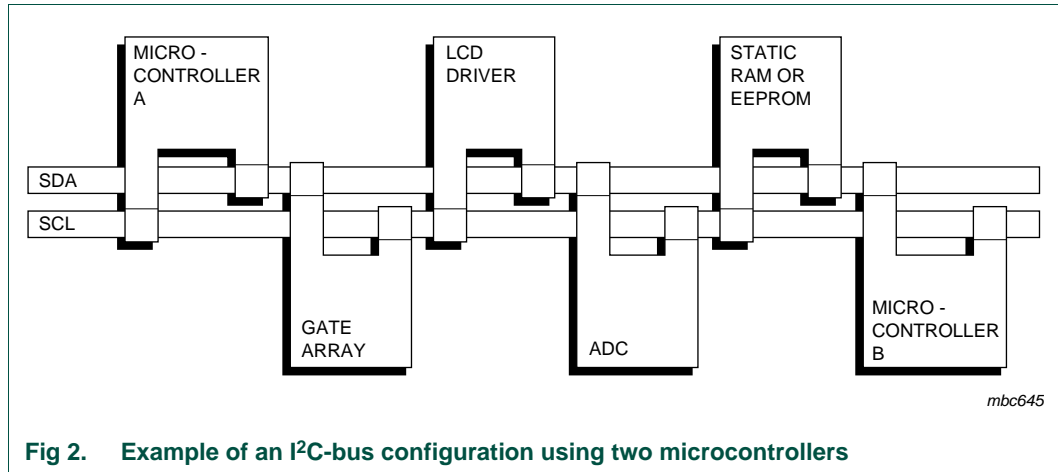 MICRO -
CONTROLLER
A
LCD
DRIVER
STATIC
RAM OR
EEPROM
SDA
SCL
GATE
ARRAY
ADC
MICRO -
CONTROLLER
B
mbc645
Fig 2. Example of an I²C-bus configuration using two microcontrollers